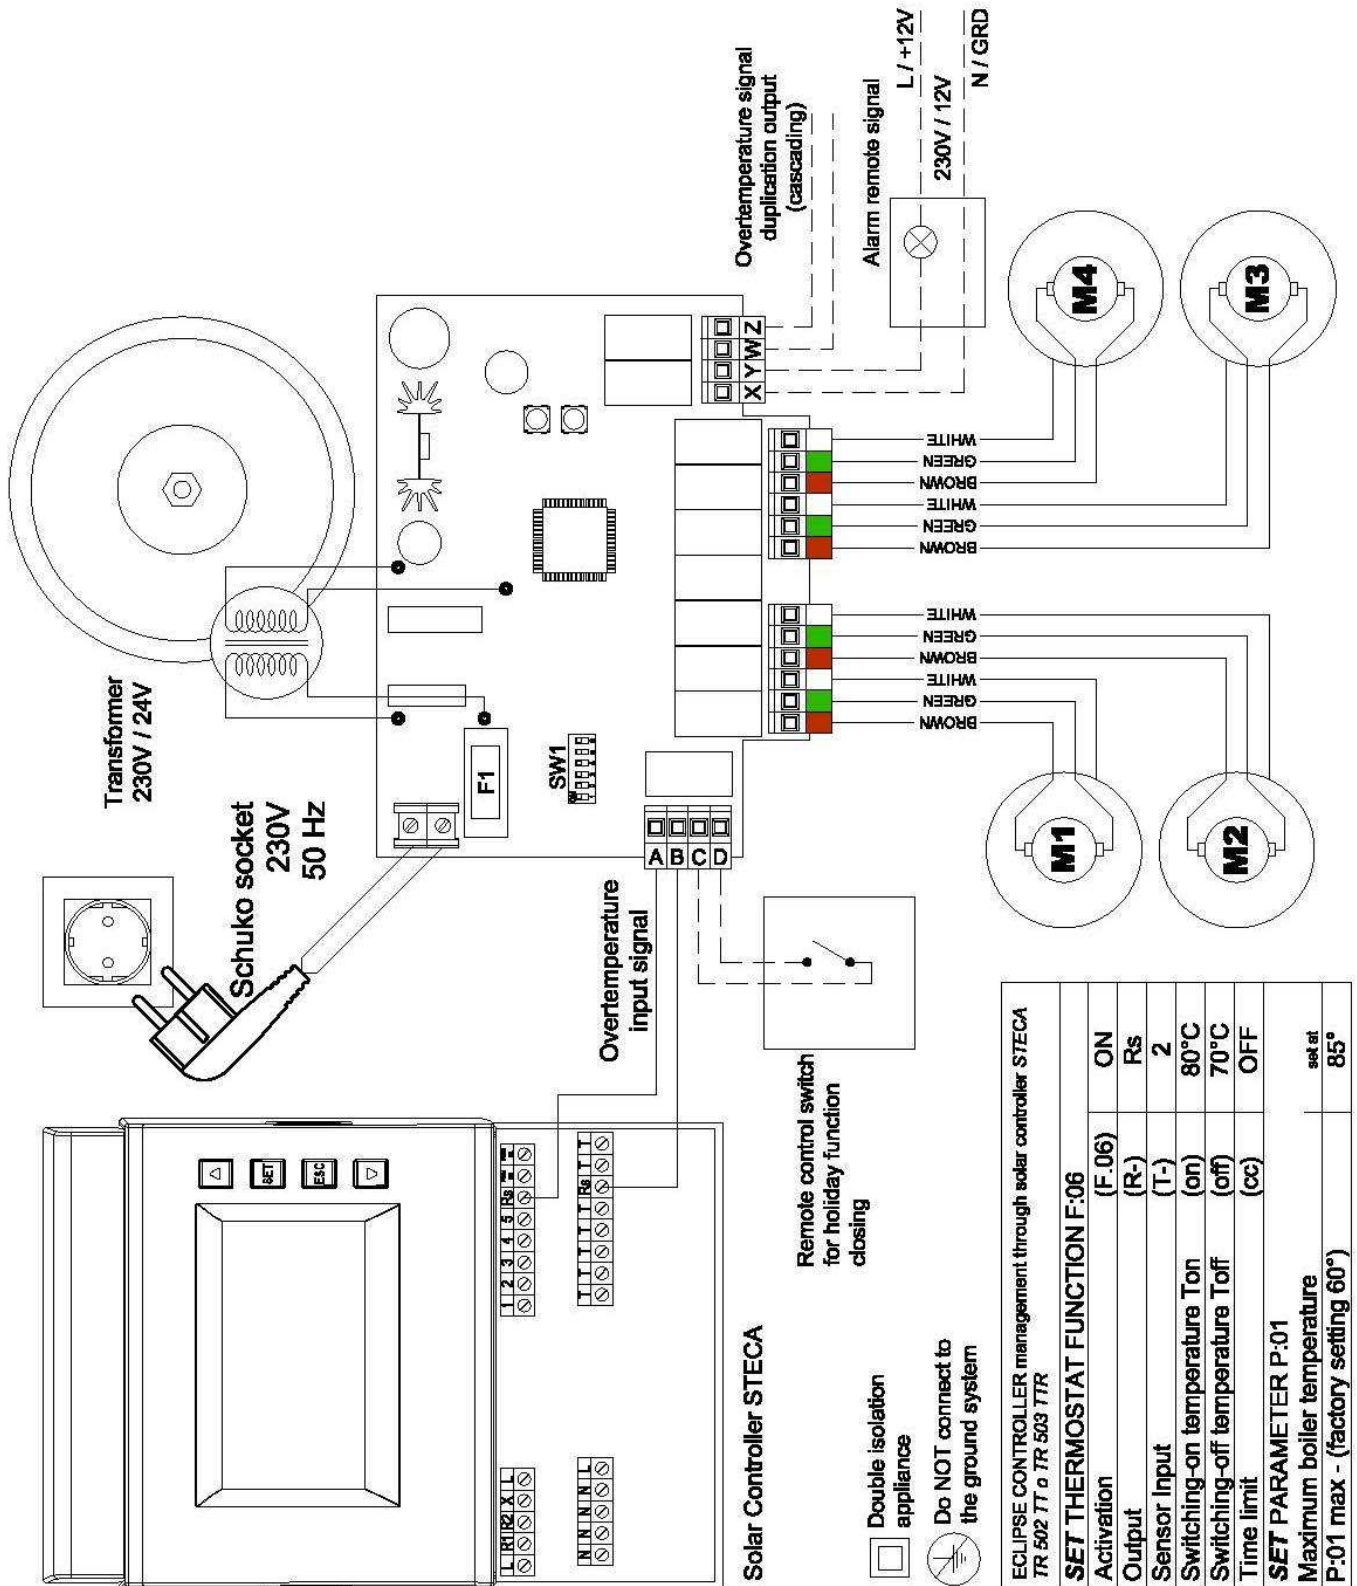 Transformer
230V / 24V
Schuko socket
230V
50 Hz
F1
SW1
A B C D
Overtemperature
input signal
Remote control switch
for holiday function
closing
X Y W Z
Overtemperature signal
duplication output
(cascading)
Alarm remote signal
L / +12V
230V / 12V
N / GRD
WHITE
GREEN
BROWN
WHITE
GREEN
BROWN
WHITE
GREEN
BROWN
WHITE
GREEN
BROWN
M4
M3
M1
M2
SET
ESC
L R1 R2 X L
1 2 3 4 5 Rs
N N N N L
T T T T T Rs T T
Solar Controller STECA
Double isolation
appliance
Do NOT connect to
the ground system
ECLIPSE CONTROLLER management through solar controller STECA
TR 502 TT o TR 503 TTR
SET THERMOSTAT FUNCTION F:06
Activation (F.06) ON
Output (R-) Rs
Sensor Input (T-) 2
Switching-on temperature Ton (on) 80°C
Switching-off temperature Toff (off) 70°C
Time limit (cc) OFF
SET PARAMETER P:01
Maximum boiler temperature set at
P:01 max - (factory setting 60°) 85°